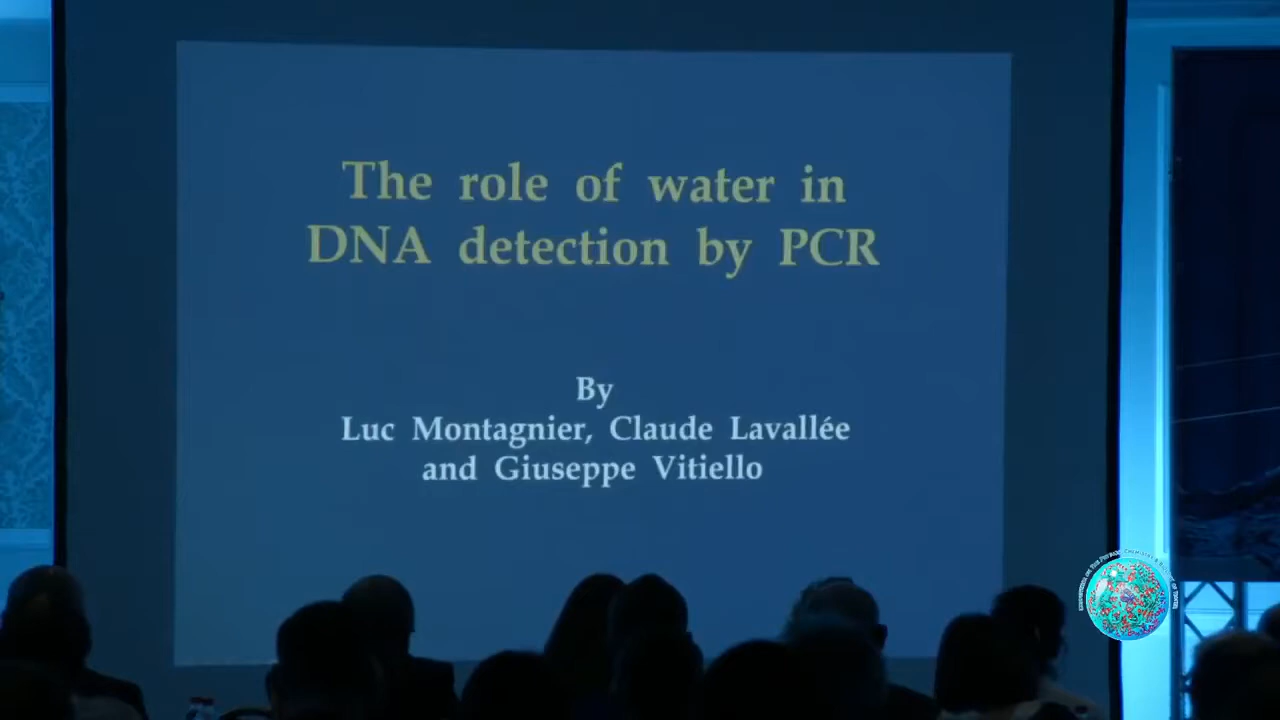 The role of water in
DNA detection by PCR
By
Luc Montagnier, Claude Lavallée
and Giuseppe Vitiello